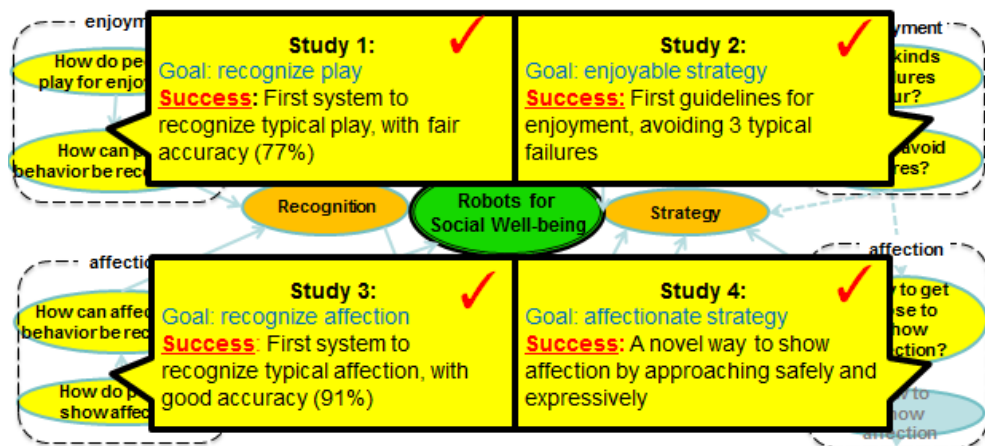 enjoym
yment
Study 1:
Goal: recognize play
Success: First system to
recognize typical play, with fair
accuracy (77%)
Study 2:
Goal: enjoyable strategy
Success: First guidelines for
enjoyment, avoiding 3 typical
failures
How do pe
play for enjoy
How can p
behavior be reco
kinds
lures
ur?
avoid
res?
Recognition
Robots for
Social Well-being
Strategy
affectio
affection
Study 3:
Goal: recognize affection
Success: First system to
recognize typical affection, with
good accuracy (91%)
Study 4:
Goal: affectionate strategy
Success: A novel way to show
affection by approaching safely and
expressively
How can affec
behavior be rec
How do p
show affec
to get
ose to
how
ction?
to
how
affection